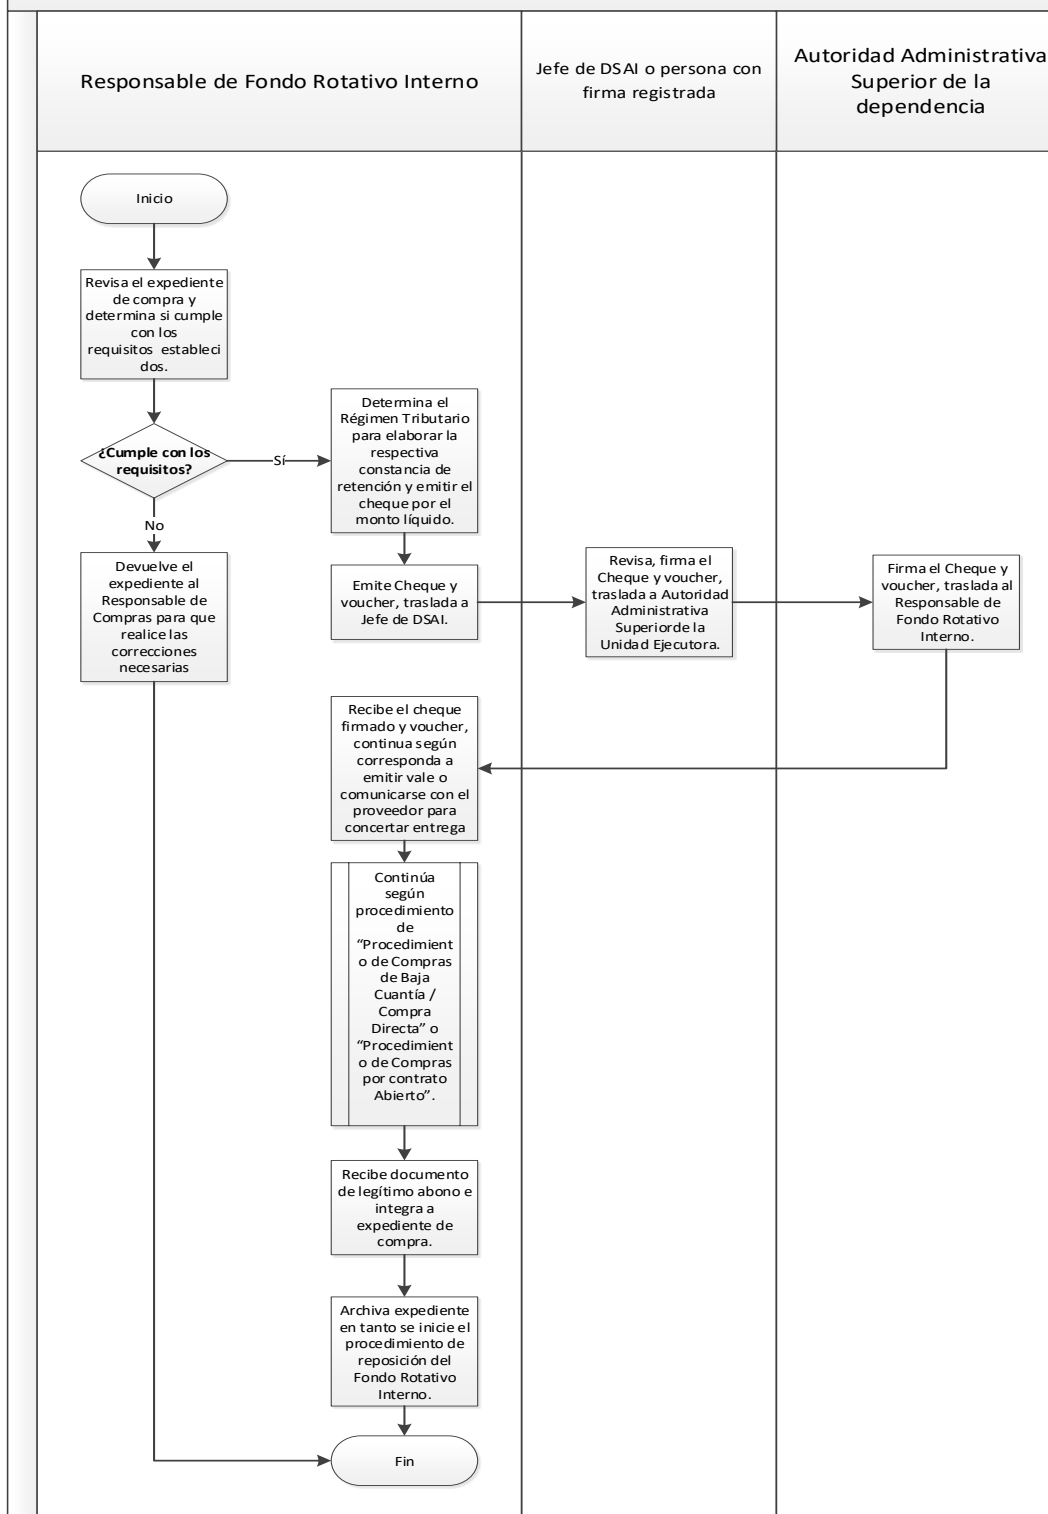 Responsable de Fondo Rotativo Interno
Jefe de DSAI o persona con
firma registrada
Autoridad Administrativa
Superior de la
dependencia
Inicio
Revisa el expediente
de compra y
determina si cumple
con los
requisitos estableci
dos.
¿Cumple con los
requisitos?
Sí
No
Devuelve el
expediente al
Responsable de
Compras para que
realice las
correcciones
necesarias
Determina el
Régimen Tributario
para elaborar la
respectiva
constancia de
retención y emitir el
cheque por el
monto líquido.
Emite Cheque y
voucher, traslada a
Jefe de DSAI.
Revisa, firma el
Cheque y voucher,
traslada a Autoridad
Administrativa
Superiorde la
Unidad Ejecutora.
Firma el Cheque y
voucher, traslada al
Responsable de
Fondo Rotativo
Interno.
Recibe el cheque
firmado y voucher,
continua según
corresponda a
emitir vale o
comunicarse con el
proveedor para
concertar entrega
Continúa
según
procedimiento
de
“Procedimient
o de Compras
de Baja
Cuantía /
Compra
Directa” o
“Procedimient
o de Compras
por contrato
Abierto”.
Recibe documento
de legítimo abono e
integra a
expediente de
compra.
Archiva expediente
en tanto se inicie el
procedimiento de
reposición del
Fondo Rotativo
Interno.
Fin